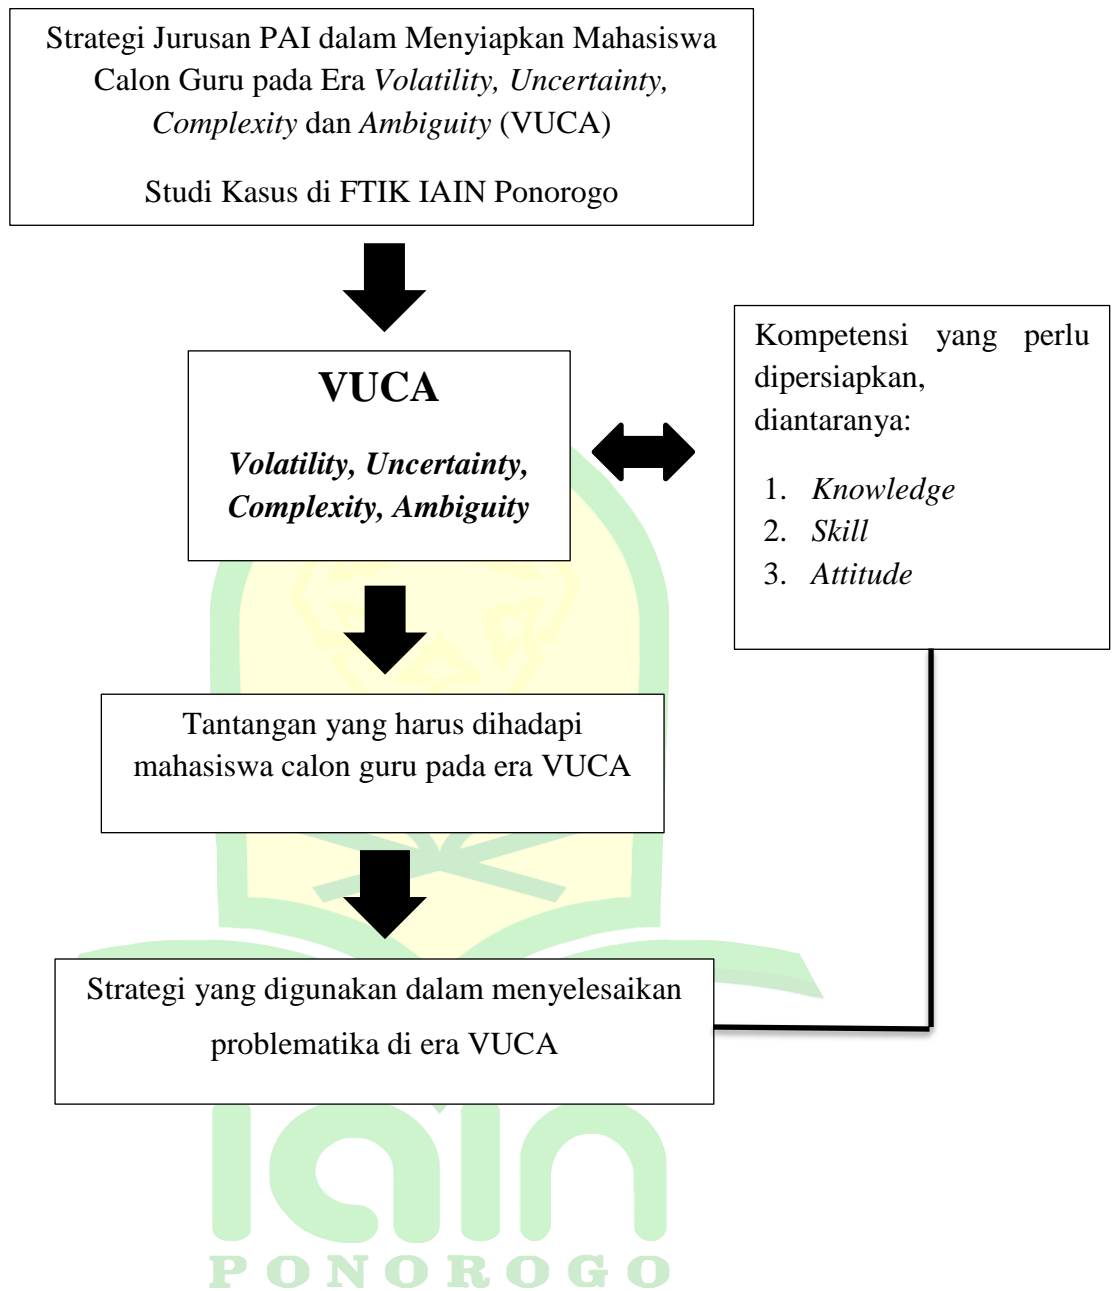 Strategi Jurusan PAI dalam Menyiapkan Mahasiswa
Calon Guru pada Era Volatility, Uncertainty,
Complexity dan Ambiguity (VUCA)
Studi Kasus di FTIK IAIN Ponorogo
VUCA
Volatility, Uncertainty,
Complexity, Ambiguity
Kompetensi yang perlu
dipersiapkan,
diantaranya:
1. Knowledge
2. Skill
3. Attitude
Tantangan yang harus dihadapi
mahasiswa calon guru pada era VUCA
Strategi yang digunakan dalam menyelesaikan
problematika di era VUCA
iain
PONOROGO